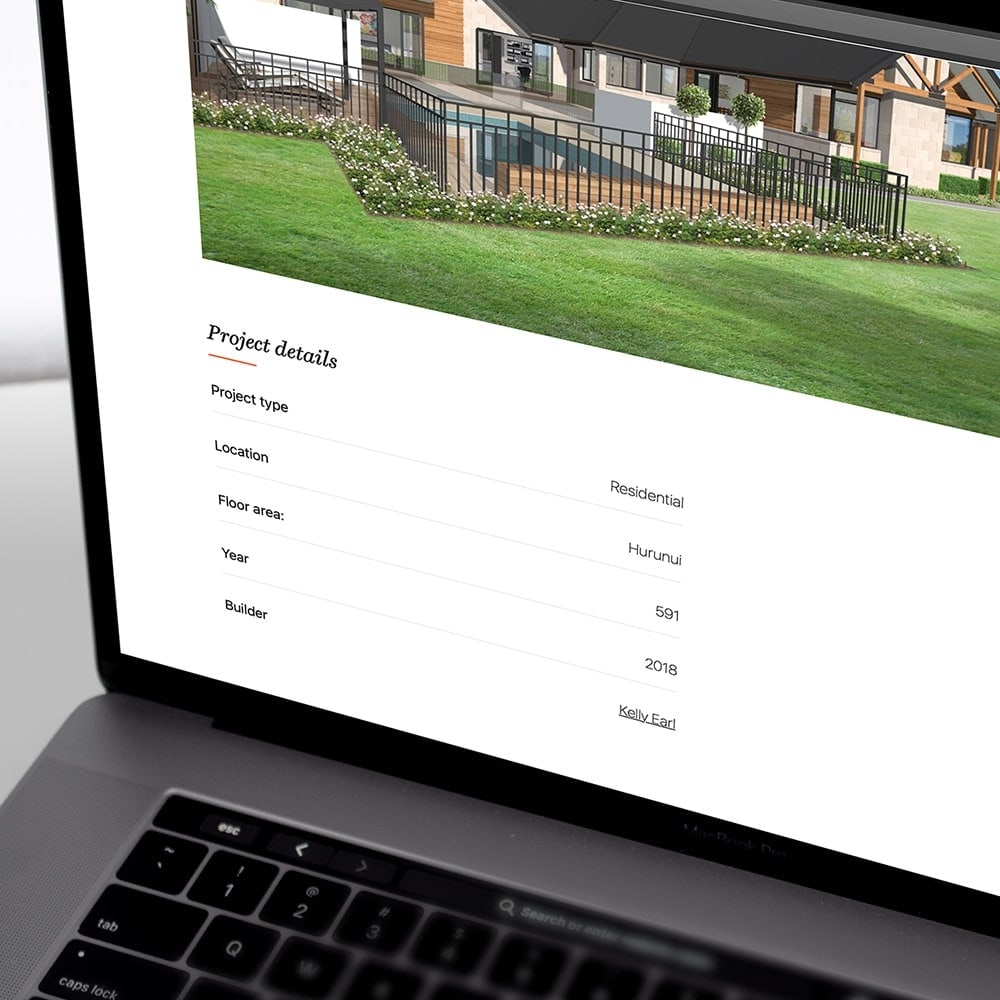 Project details
Project type
Residential
Location
Hurunui
Floor area:
591
Year
2018
Builder
Kelly Earl
MacBook Pro
esc
Search or enter
~
`
!
1
@
2
#
3
$
tab
Q
W
caps lock